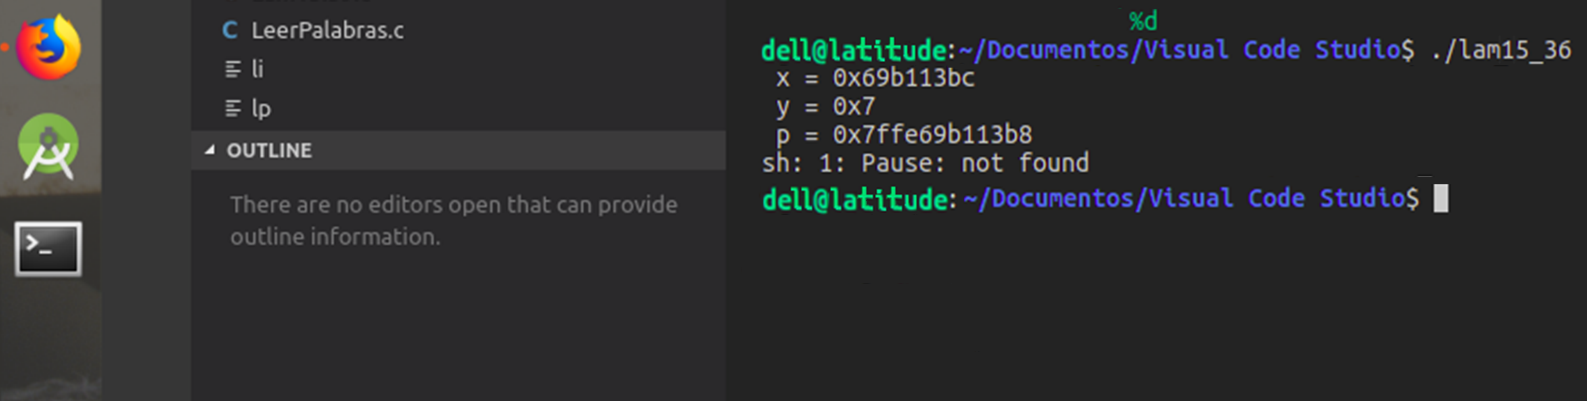 LeerPalabras.c
li
lp
OUTLINE
There are no editors open that can provide
outline information.
%d
dell@latitude:~/Documentos/Visual Code Studio$ ./lam15_36
x = 0x69b113bc
y = 0x7
p = 0x7ffe69b113b8
sh: 1: Pause: not found
dell@latitude:~/Documentos/Visual Code Studio$